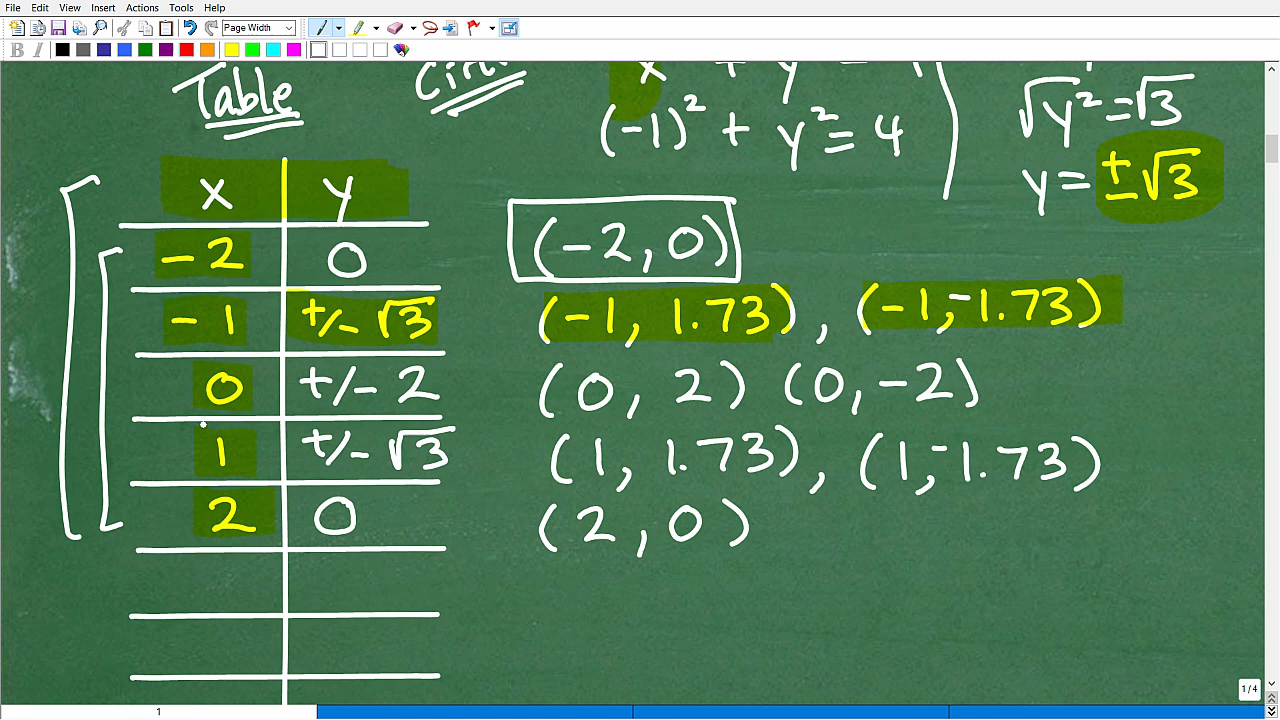 File Edit View Insert Actions Tools Help
Page Width
B I
Table
(-1)² + y² = 4
√y² = √3
y = ± √3
x y
-2 0 (-2, 0)
-1 +/- √3 (-1, 1.73), (-1, -1.73)
0 +/- 2 (0, 2) (0, -2)
1 +/- √3 (1, 1.73), (1, -1.73)
2 0 (2, 0)
1/4
1